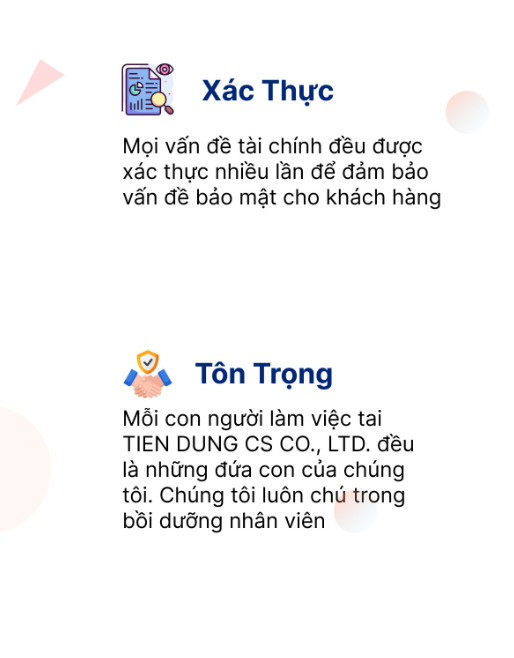 Xác Thực
Mọi vấn đề tài chính đều được
xác thực nhiều lần để đảm bảo
vấn đề bảo mật cho khách hàng
Tôn Trọng
Mỗi con người làm việc tai
TIEN DUNG CS CO., LTD. đều
là những đứa con của chúng
tôi. Chúng tôi luôn chú trong
bồi dưỡng nhân viên